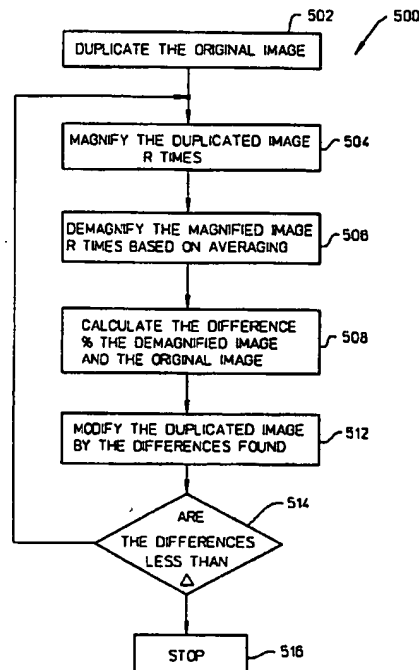 502
500
DUPLICATE THE ORIGINAL IMAGE
MAGNIFY THE DUPLICATED IMAGE
R TIMES
504
DEMAGNIFY THE MAGNIFIED IMAGE
R TIMES BASED ON AVERAGING
506
CALCULATE THE DIFFERENCE
% THE DEMAGNIFIED IMAGE
AND THE ORIGINAL IMAGE
508
MODIFY THE DUPLICATED IMAGE
BY THE DIFFERENCES FOUND
512
514
ARE
THE DIFFERENCES
LESS THAN
Δ
STOP
516